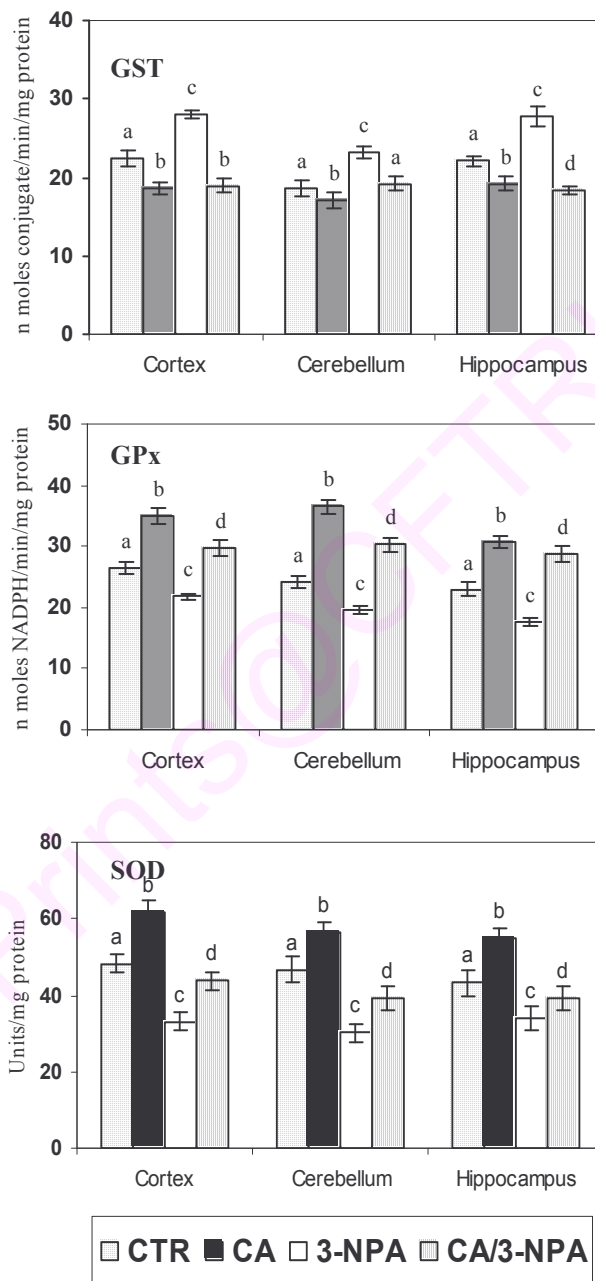 GST
n moles conjugate/min/mg protein
40
30
20
10
0
a b c b
a b c a
a b c d
Cortex Cerebellum Hippocampus
GPx
n moles NADPH/min/mg protein
50
40
30
20
10
0
a b c d
a b c d
a b c d
Cortex Cerebellum Hippocampus
SOD
Units/mg protein
80
60
40
20
0
a b c d
a b c d
a b c d
Cortex Cerebellum Hippocampus
CTR CA 3-NPA CA/3-NPA
Prints@CFTR